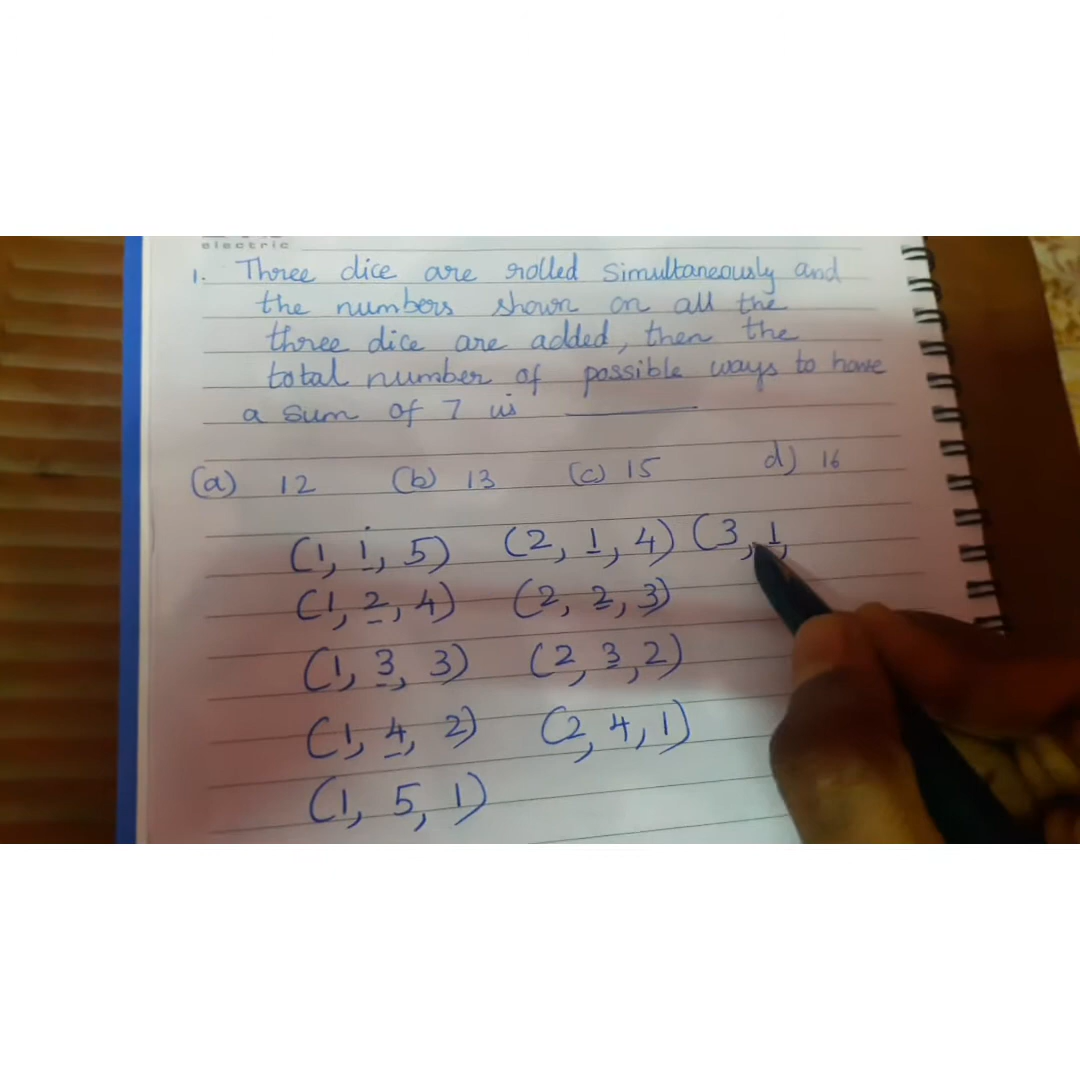 electric
1. Three dice are rolled simultaneously and
the numbers shown on all the
three dice are added, then the
total number of possible ways to have
a sum of 7 is ______
(a) 12 (b) 13 (c) 15 d) 16
(1, 1, 5) (2, 1, 4) (3, 1,
(1, 2, 4) (2, 2, 3)
(1, 3, 3) (2, 3, 2)
(1, 4, 2) (2, 4, 1)
(1, 5, 1)